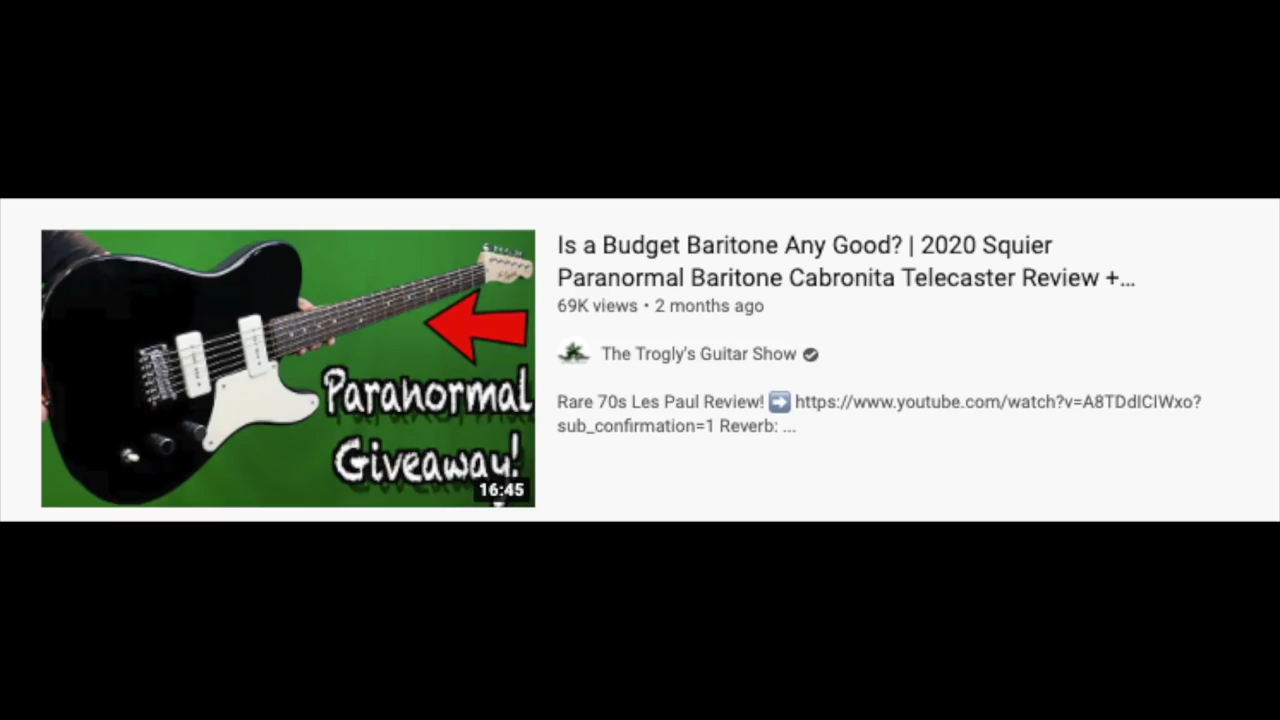 Paranormal
Giveaway!
16:45
Is a Budget Baritone Any Good? | 2020 Squier
Paranormal Baritone Cabronita Telecaster Review +...
69K views • 2 months ago
The Trogly's Guitar Show
Rare 70s Les Paul Review! ➡️ https://www.youtube.com/watch?v=A8TDdICIWxo?
sub_confirmation=1 Reverb: ...